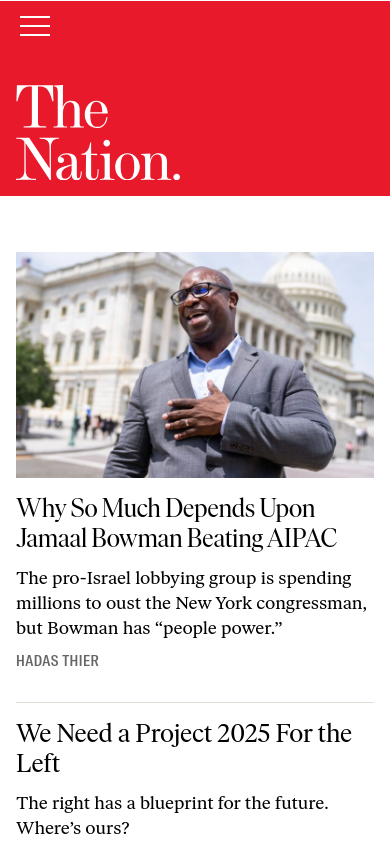 The
Nation.
Why So Much Depends Upon
Jamaal Bowman Beating AIPAC
The pro-Israel lobbying group is spending
millions to oust the New York congressman,
but Bowman has “people power.”
HADAS THIER
We Need a Project 2025 For the
Left
The right has a blueprint for the future.
Where’s ours?